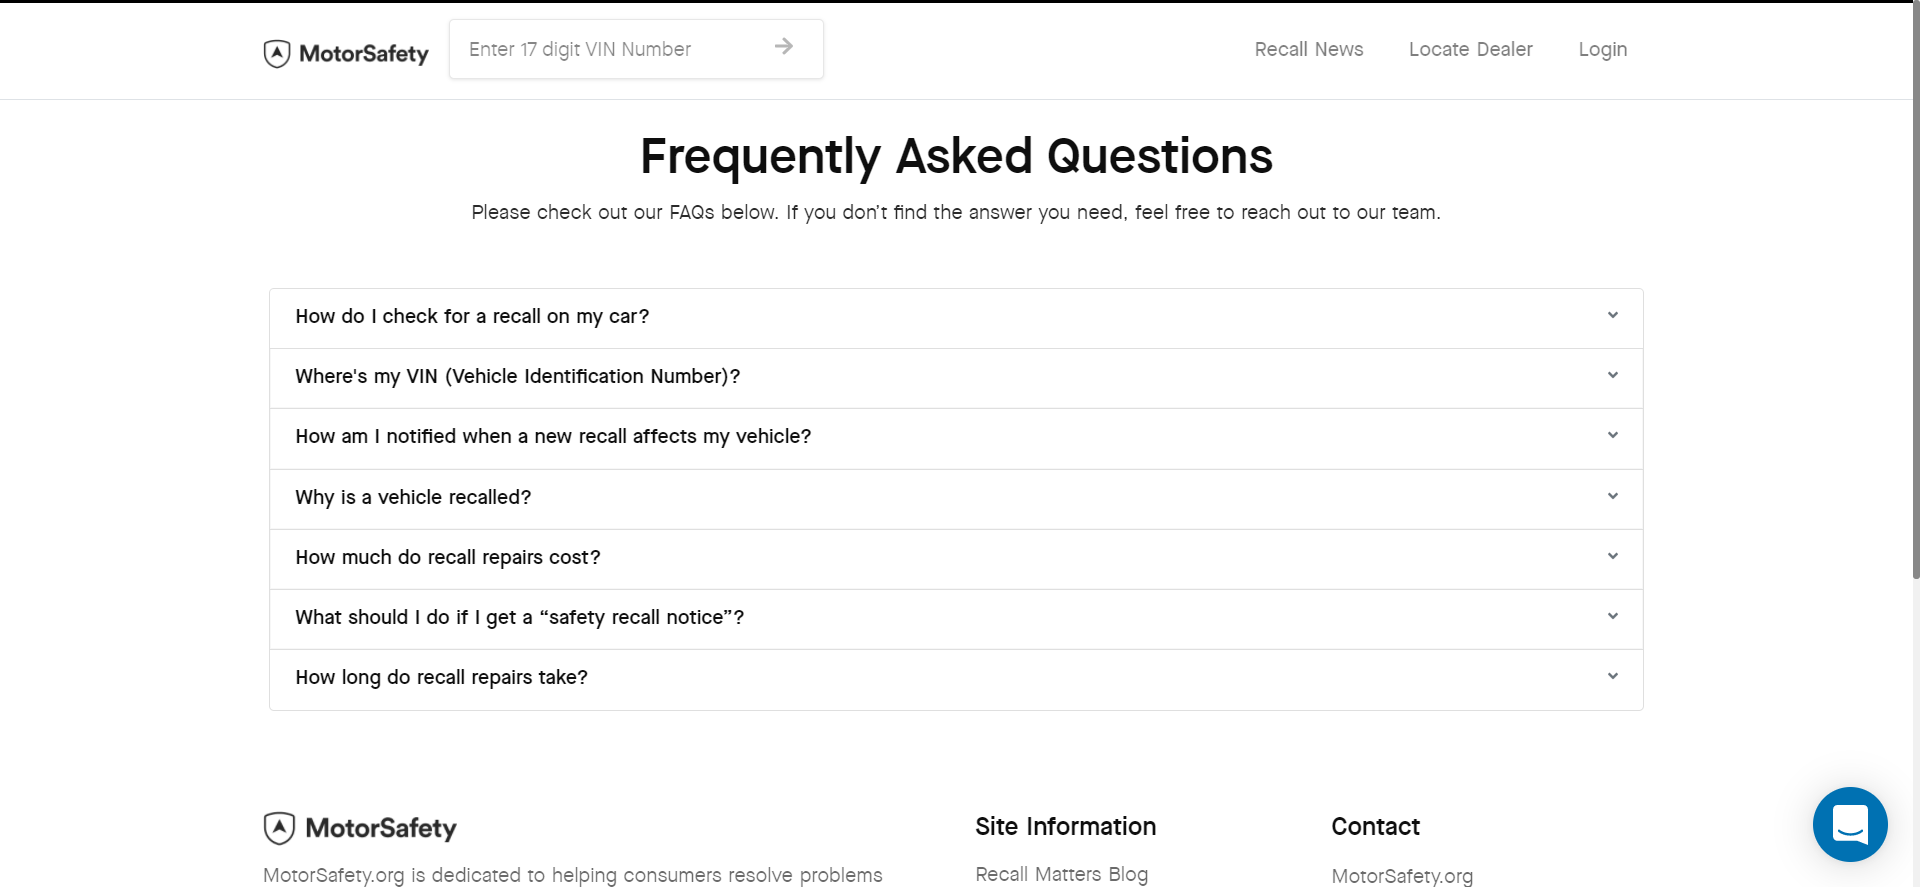 MotorSafety
Enter 17 digit VIN Number
Recall News
Locate Dealer
Login
Frequently Asked Questions
Please check out our FAQs below. If you don’t find the answer you need, feel free to reach out to our team.
How do I check for a recall on my car?
Where's my VIN (Vehicle Identification Number)?
How am I notified when a new recall affects my vehicle?
Why is a vehicle recalled?
How much do recall repairs cost?
What should I do if I get a “safety recall notice”?
How long do recall repairs take?
MotorSafety
MotorSafety.org is dedicated to helping consumers resolve problems
Site Information
Recall Matters Blog
Contact
MotorSafety.org